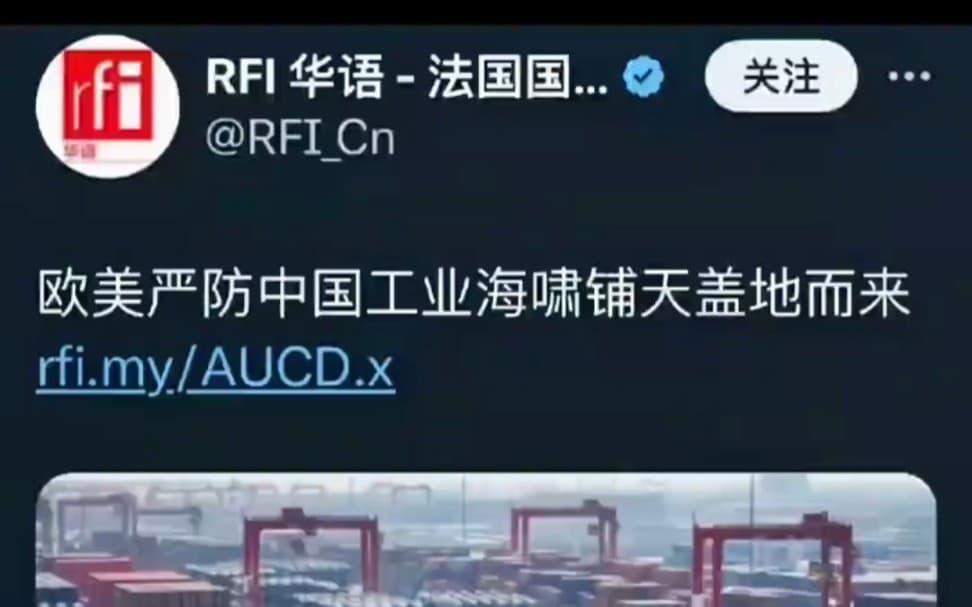 rfi
华语
RFI 华语 - 法国国...
关注
@RFI_Cn
欧美严防中国工业海啸铺天盖地而来
rfi.my/AUCD.x